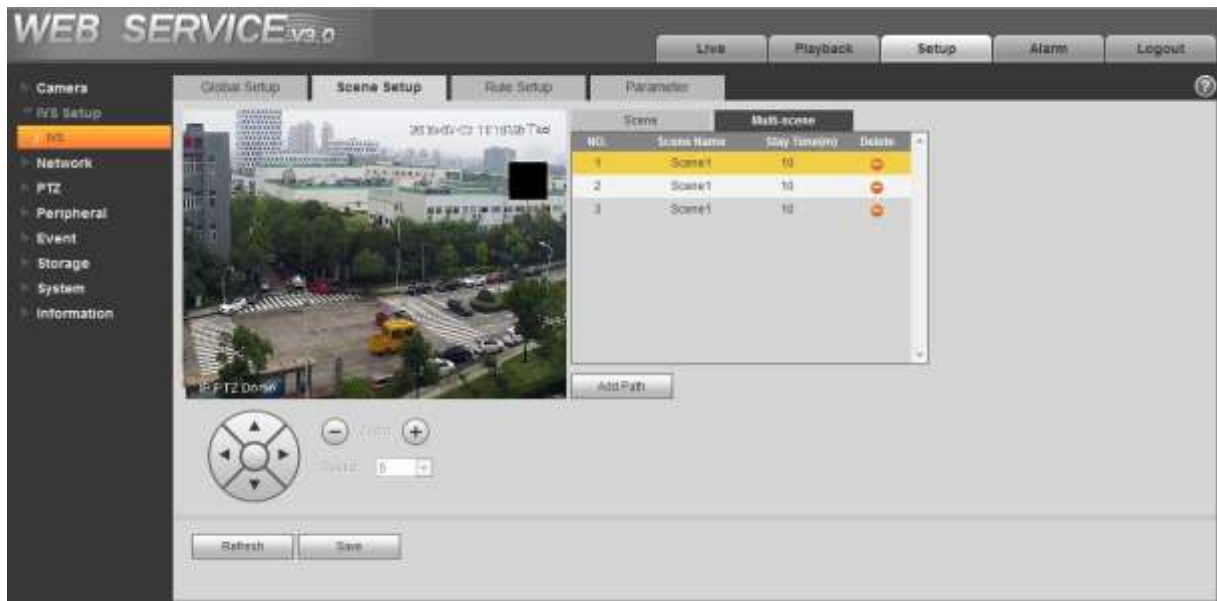 WEB SERVICE V3.0
Live
Playback
Setup
Alarm
Logout
Camera
IVS Setup
IVS
Network
PTZ
Peripheral
Event
Storage
System
Information
Global Setup
Scene Setup
Rule Setup
Parameter
Scene
Multi-scene
NO.
Scene Name
Stay Time(m)
Delete
1
Scene1
10
2
Scene1
10
3
Scene1
10
IP PTZ Dome
Add Path
Zoom
Speed
5
Refresh
Save